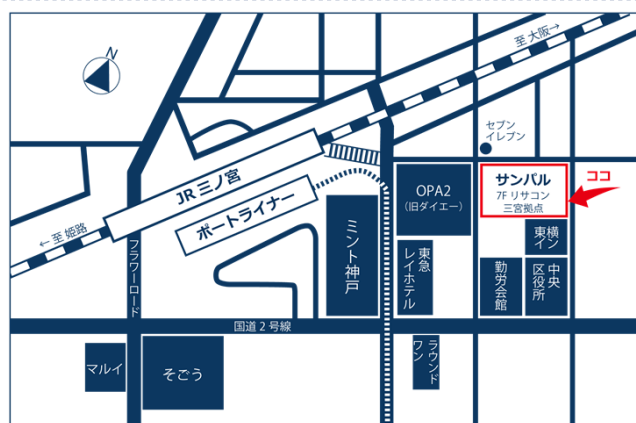 N
至 大阪→
セブン
イレブン
サンパル
7F リサコン
三宮拠点
ココ
JR 三ノ宮
ポートライナー
OPA2
（旧ダイエー）
東横
イン
←至 姫路
フラワーロード
ミント神戸
東急
レイホテル
勤労会館
中央
区役所
国道2号線
マルイ
そごう
ラウンド
ワン